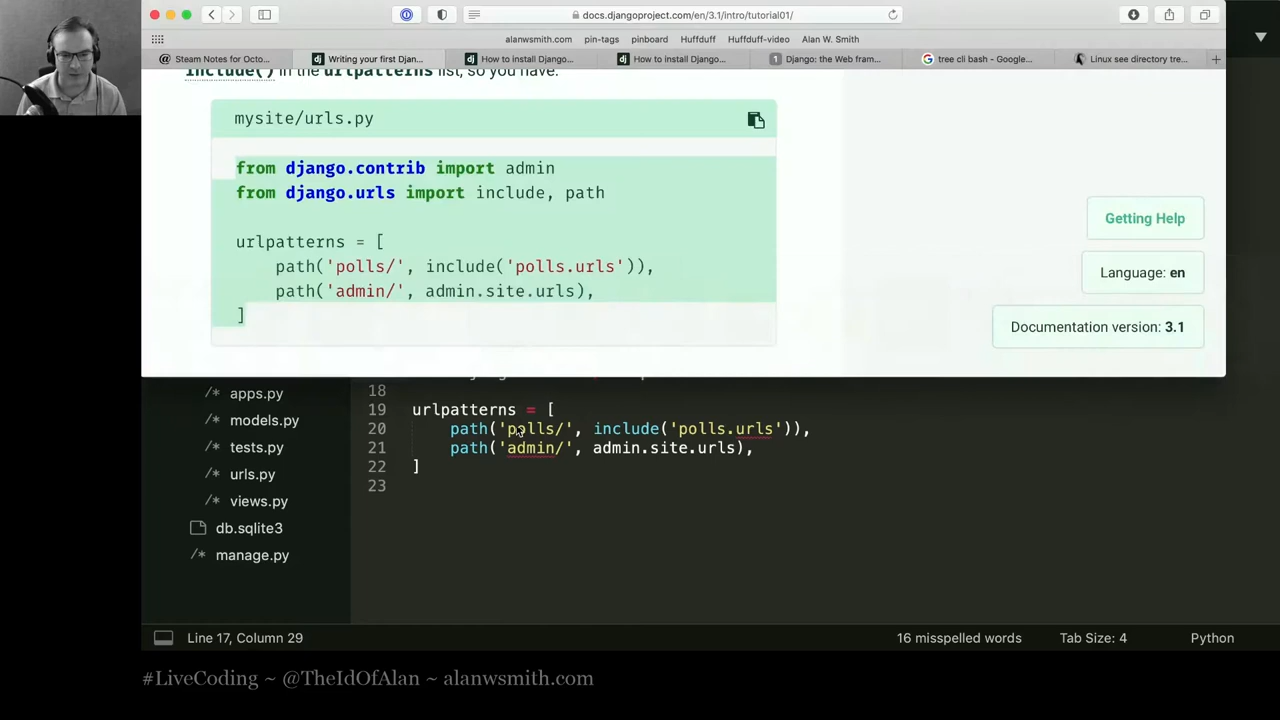 docs.djangoproject.com/en/3.1/intro/tutorial01/
alanwsmith.com pin-tags pinboard Huffduff Huffduff-video Alan W. Smith
Steam Notes for Octo... Writing your first Djan... How to install Django... How to install Django... Django: the Web fram... tree cli bash - Google... Linux see directory tre...
include() in the urlpatterns list, so you have:
mysite/urls.py
from django.contrib import admin
from django.urls import include, path
urlpatterns = [
path('polls/', include('polls.urls')),
path('admin/', admin.site.urls),
]
Getting Help
Language: en
Documentation version: 3.1
apps.py
models.py
tests.py
urls.py
views.py
db.sqlite3
manage.py
18
19 urlpatterns = [
20 path('polls/', include('polls.urls')),
21 path('admin/', admin.site.urls),
22 ]
23
Line 17, Column 29 16 misspelled words Tab Size: 4 Python
#LiveCoding ~ @TheIdOfAlan ~ alanwsmith.com